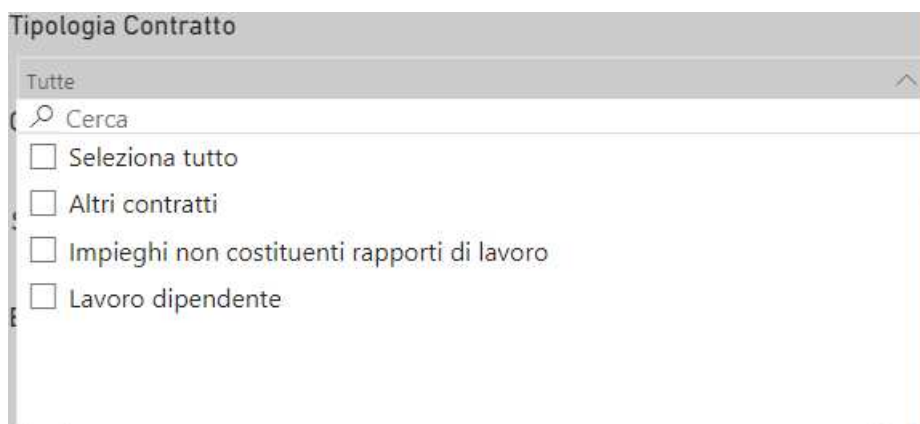 Tipologia Contratto
Tutte
Cerca
Seleziona tutto
Altri contratti
Impieghi non costituenti rapporti di lavoro
Lavoro dipendente